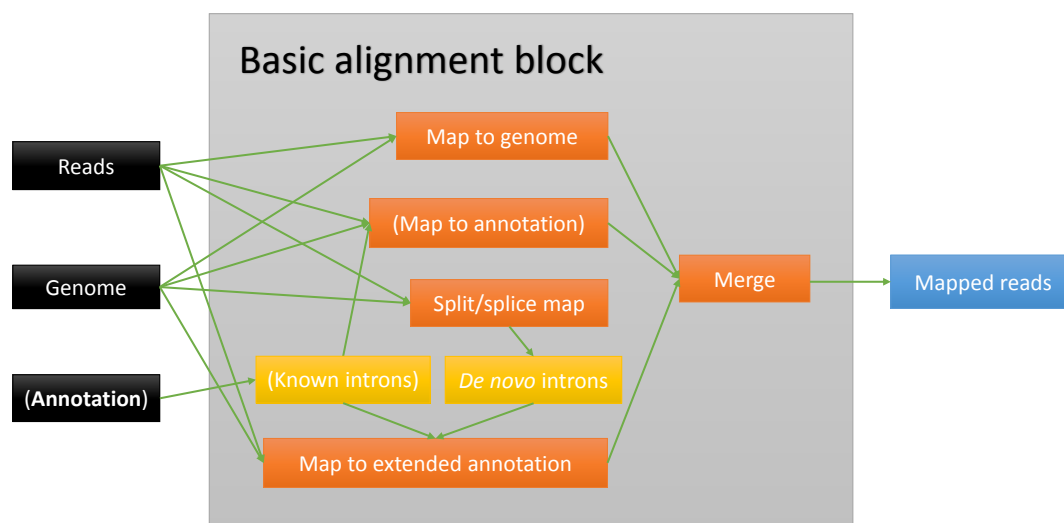 Basic alignment block
Map to genome
Reads
(Map to annotation)
Genome
Merge
Mapped reads
Split/splice map
(Annotation)
(Known introns)
De novo introns
Map to extended annotation